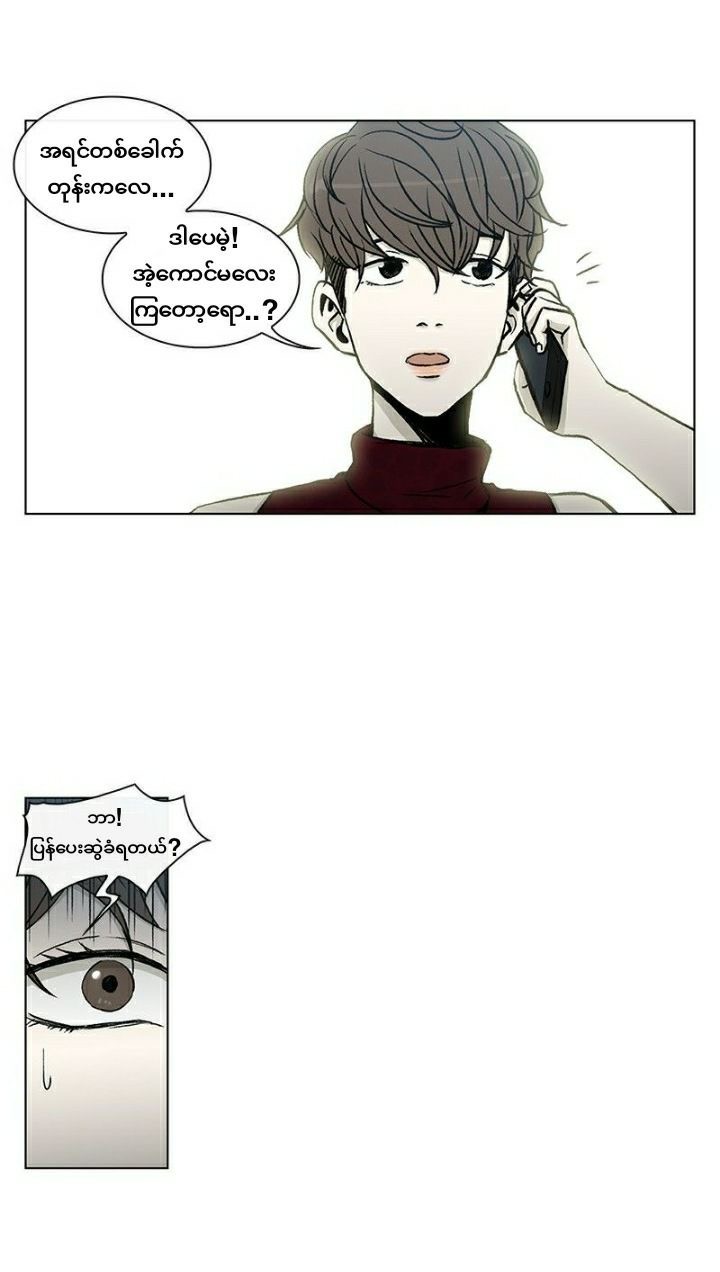 အရင်တစ်ခေါက်
တုန်းကလေ...
ဒါပေမဲ့!
အဲ့ကောင်မလေး
ကြတော့ရော..?
ဘာ!
ပြန်ပေးဆွဲခံရတယ်?